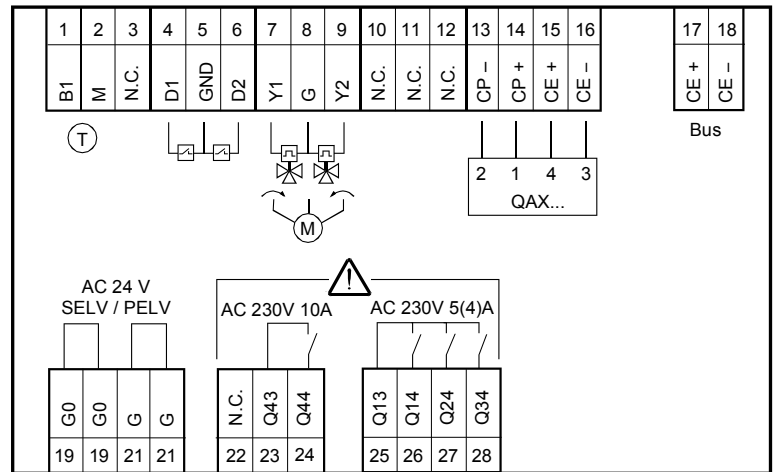 1 2 3 4 5 6 7 8 9 10 11 12 13 14 15 16 17 18
B1 M N.C. D1 GND D2 Y1 G Y2 N.C. N.C. N.C. CP – CP + CE + CE – CE + CE –
T
Bus
2 1 4 3
QAX...
M
AC 24 V
SELV / PELV
AC 230V 10A
AC 230V 5(4)A
G0 G0 G G N.C. Q43 Q44 Q13 Q14 Q24 Q34
19 19 21 21 22 23 24 25 26 27 28